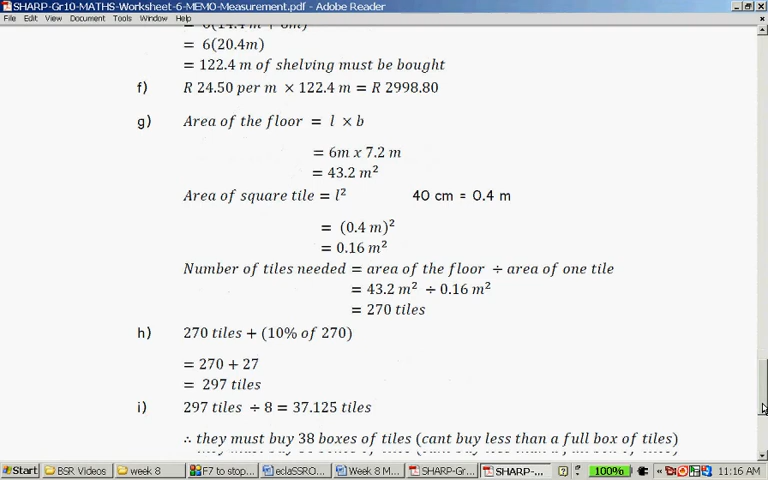 SHARP-Gr10-MATHS-Worksheet-6-MEMO-Measurement.pdf - Adobe Reader
File Edit View Document Tools Window Help
= 6(20.4m)
= 122.4 m of shelving must be bought
f) R 24.50 per m × 122.4 m = R 2998.80
g) Area of the floor = l × b
= 6m x 7.2 m
= 43.2 m²
Area of square tile = l² 40 cm = 0.4 m
= (0.4 m)²
= 0.16 m²
Number of tiles needed = area of the floor ÷ area of one tile
= 43.2 m² ÷ 0.16 m²
= 270 tiles
h) 270 tiles + (10% of 270)
= 270 + 27
= 297 tiles
i) 297 tiles ÷ 8 = 37.125 tiles
∴ they must buy 38 boxes of tiles (cant buy less than a full box of tiles)
Start BSR Videos week 8 F7 to stop... eclaSSRO... Week 8 M... SHARP-Gr... SHARP-... 100% « 11:16 AM